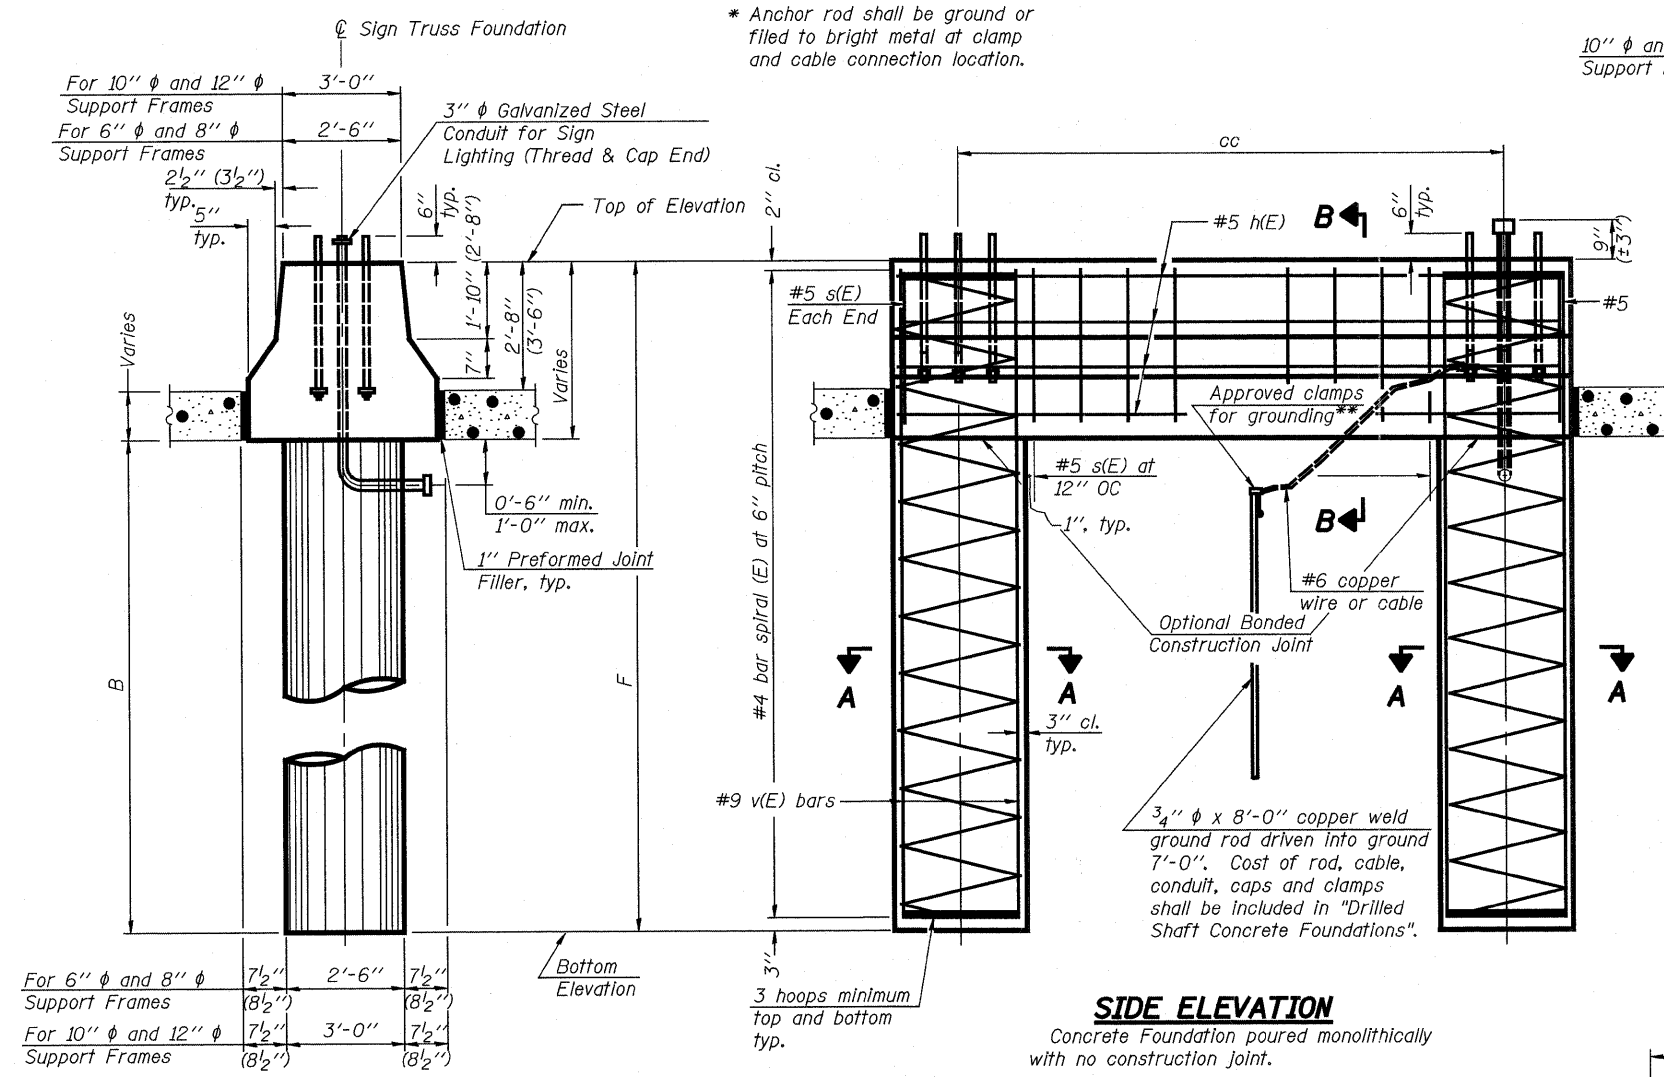 ℄ Sign Truss Foundation
* Anchor rod shall be ground or
filed to bright metal at clamp
and cable connection location.
For 10" ϕ and 12" ϕ
Support Frames
3'-0"
For 6" ϕ and 8" ϕ
Support Frames
2'-6"
3" ϕ Galvanized Steel
Conduit for Sign
Lighting (Thread & Cap End)
2½" (3½")
typ.
5"
typ.
6"
typ.
Top of Elevation
1'-10" (2'-8")
7"
2'-8"
(3'-6")
Varies
Varies
0'-6" min.
1'-0" max.
1" Preformed Joint
Filler, typ.
B
F
Bottom
Elevation
For 6" ϕ and 8" ϕ
Support Frames
7½"
(8½")
2'-6"
7½"
(8½")
For 10" ϕ and 12" ϕ
Support Frames
7½"
(8½")
3'-0"
7½"
(8½")
10" ϕ
Support
cc
2" cl.
#5 h(E)
B
6"
typ.
9"
(±3")
#5 s(E)
Each End
#5
Approved clamps
for grounding**
#5 s(E) at
12" OC
1", typ.
B
#4 bar spiral (E) at 6" pitch
#6 copper
wire or cable
Optional Bonded
Construction Joint
A
A
A
A
3" cl.
typ.
#9 v(E) bars
¾" ϕ x 8'-0" copper weld
ground rod driven into ground
7'-0". Cost of rod, cable,
conduit, caps and clamps
shall be included in "Drilled
Shaft Concrete Foundations".
3"
3 hoops minimum
top and bottom
typ.
SIDE ELEVATION
Concrete Foundation poured monolithically
with no construction joint.